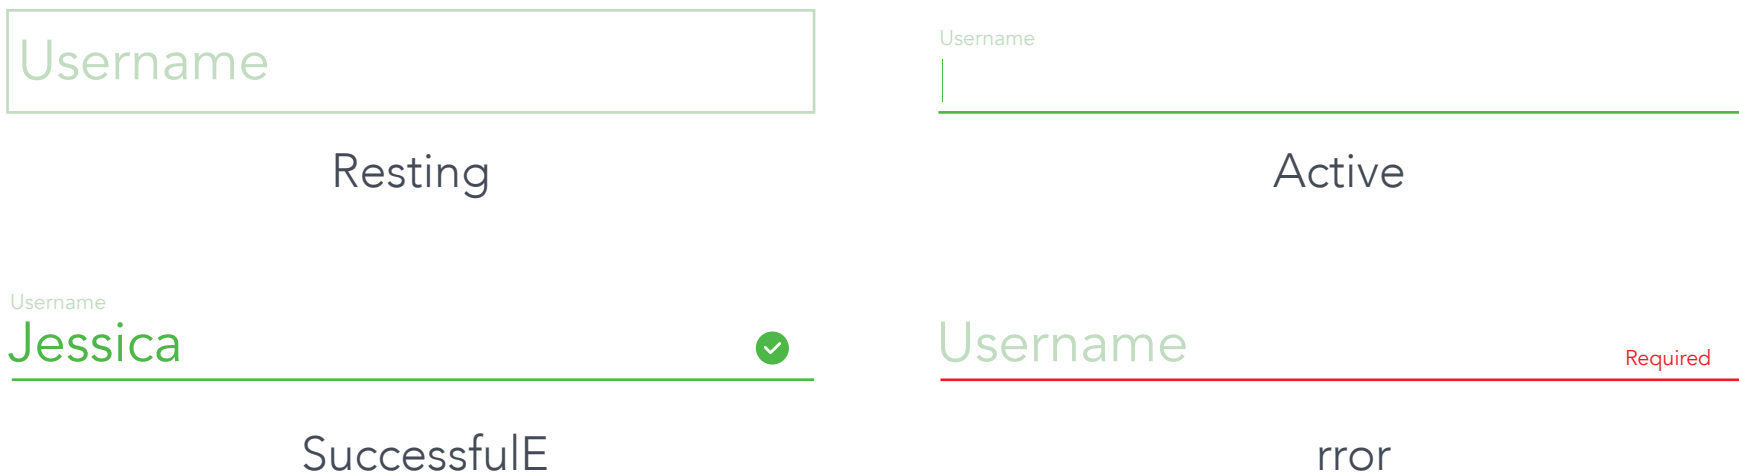 Username
Username
Resting
Active
Username
Jessica
Username
Required
SuccessfulE
rror